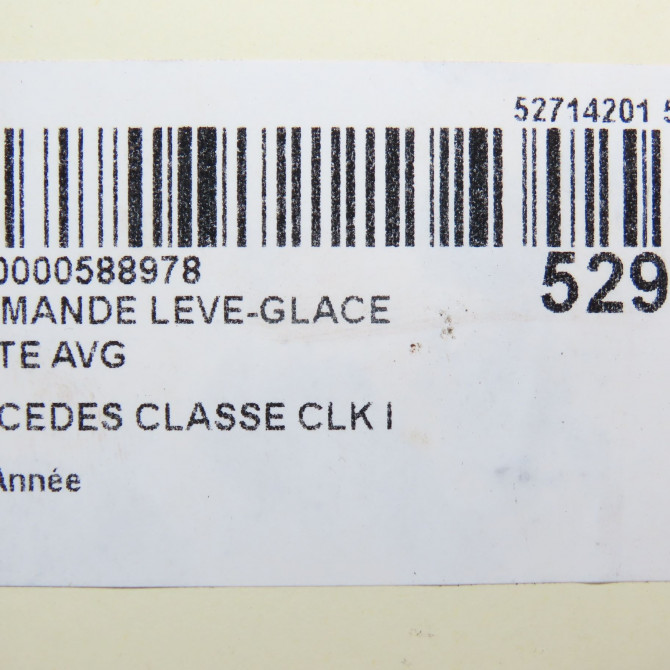 52714201 5
0000588978
529
MANDE LEVE-GLACE
TE AVG
CEDES CLASSE CLK I
Année